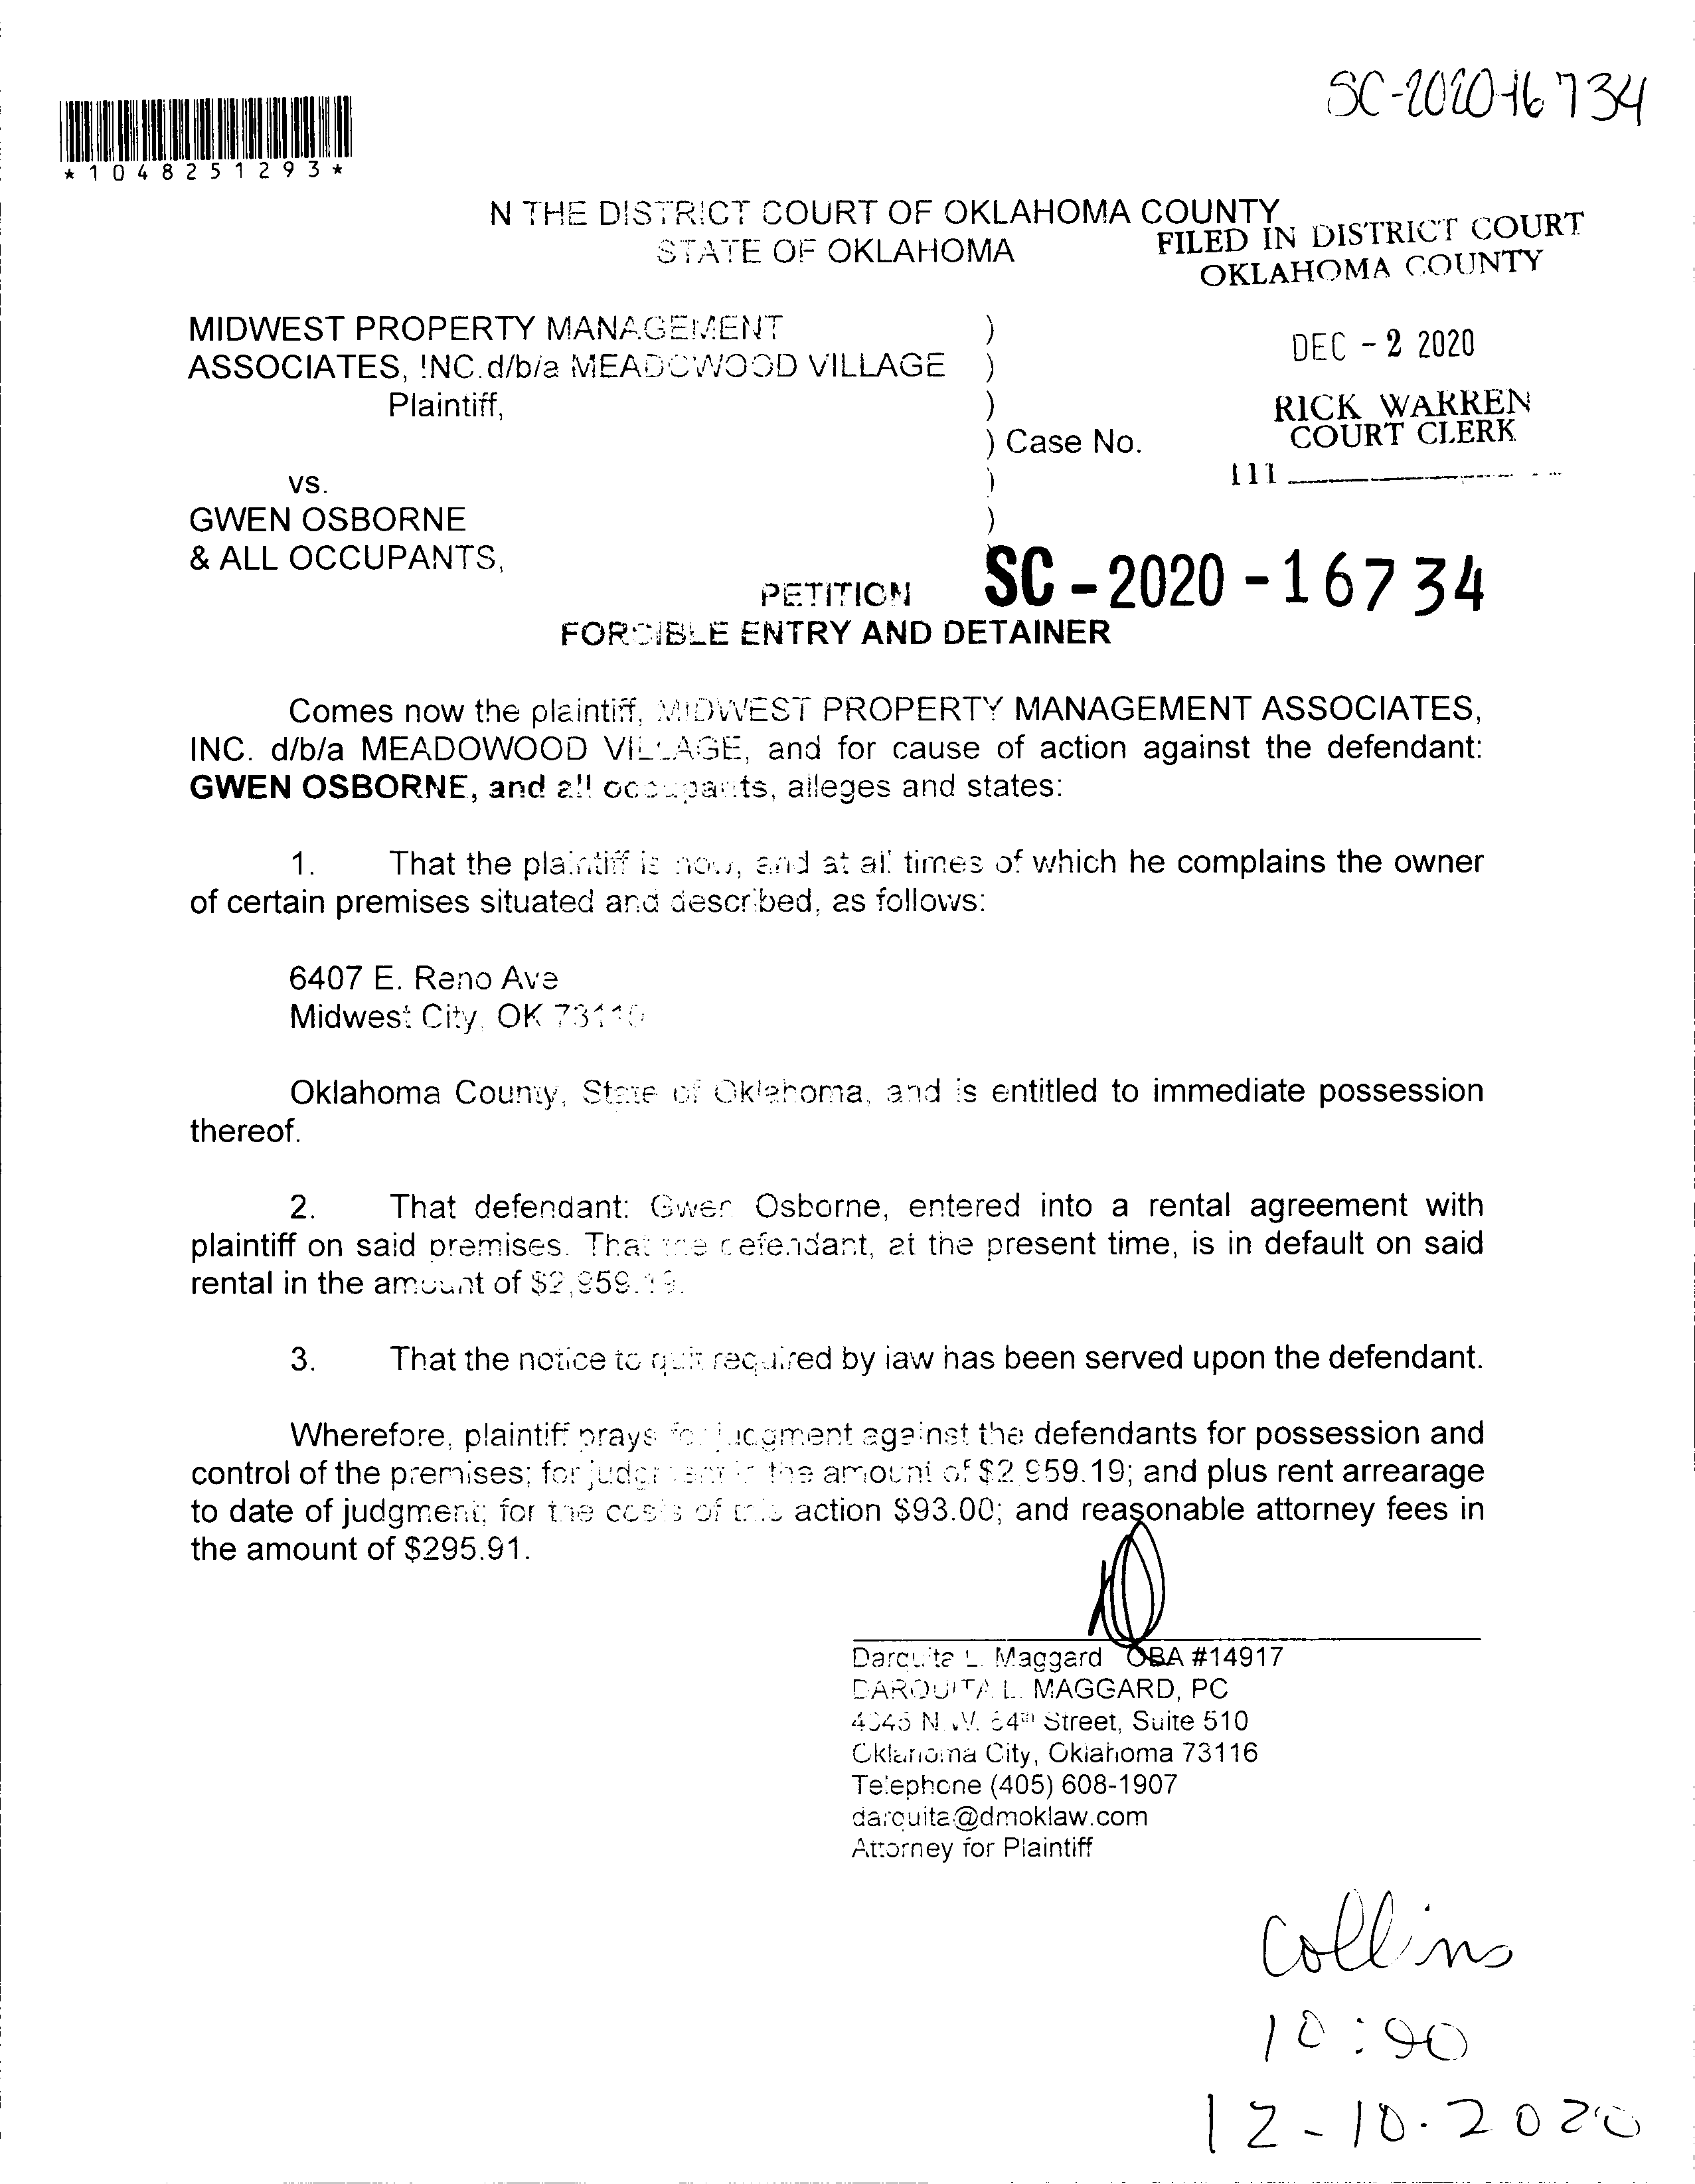 SC-2020-16734
*1048251293*
N THE DISTRICT COURT OF OKLAHOMA COUNTY
STATE OF OKLAHOMA
FILED IN DISTRICT COURT
OKLAHOMA COUNTY
MIDWEST PROPERTY MANAGEMENT )
ASSOCIATES, INC.d/b/a MEADOWOOD VILLAGE )
DEC - 2 2020
Plaintiff, )
RICK WARREN
COURT CLERK
) Case No.
111
vs. )
GWEN OSBORNE )
& ALL OCCUPANTS,
SC - 2020 - 16734
PETITION
FORCIBLE ENTRY AND DETAINER
Comes now the plaintiff, MIDWEST PROPERTY MANAGEMENT ASSOCIATES,
INC. d/b/a MEADOWOOD VILLAGE, and for cause of action against the defendant:
GWEN OSBORNE, and all occupants, alleges and states:
1. That the plaintiff is now, and at all times of which he complains the owner
of certain premises situated and described, as follows:
6407 E. Reno Ave
Midwest City, OK 73110
Oklahoma County, State of Oklahoma, and is entitled to immediate possession
thereof.
2. That defendant: Gwen Osborne, entered into a rental agreement with
plaintiff on said premises. That the defendant, at the present time, is in default on said
rental in the amount of $2,959.19.
3. That the notice to quit required by law has been served upon the defendant.
Wherefore, plaintiff prays for judgment against the defendants for possession and
control of the premises; for judgment in the amount of $2,959.19; and plus rent arrearage
to date of judgment; for the costs of this action $93.00; and reasonable attorney fees in
the amount of $295.91.
Darquita L. Maggard OBA #14917
DARQUITA L. MAGGARD, PC
N.W. 64th Street, Suite 510
Oklahoma City, Oklahoma 73116
Telephone (405) 608-1907
darquita@dmoklaw.com
Attorney for Plaintiff
Collins
10:90
12-10-2020